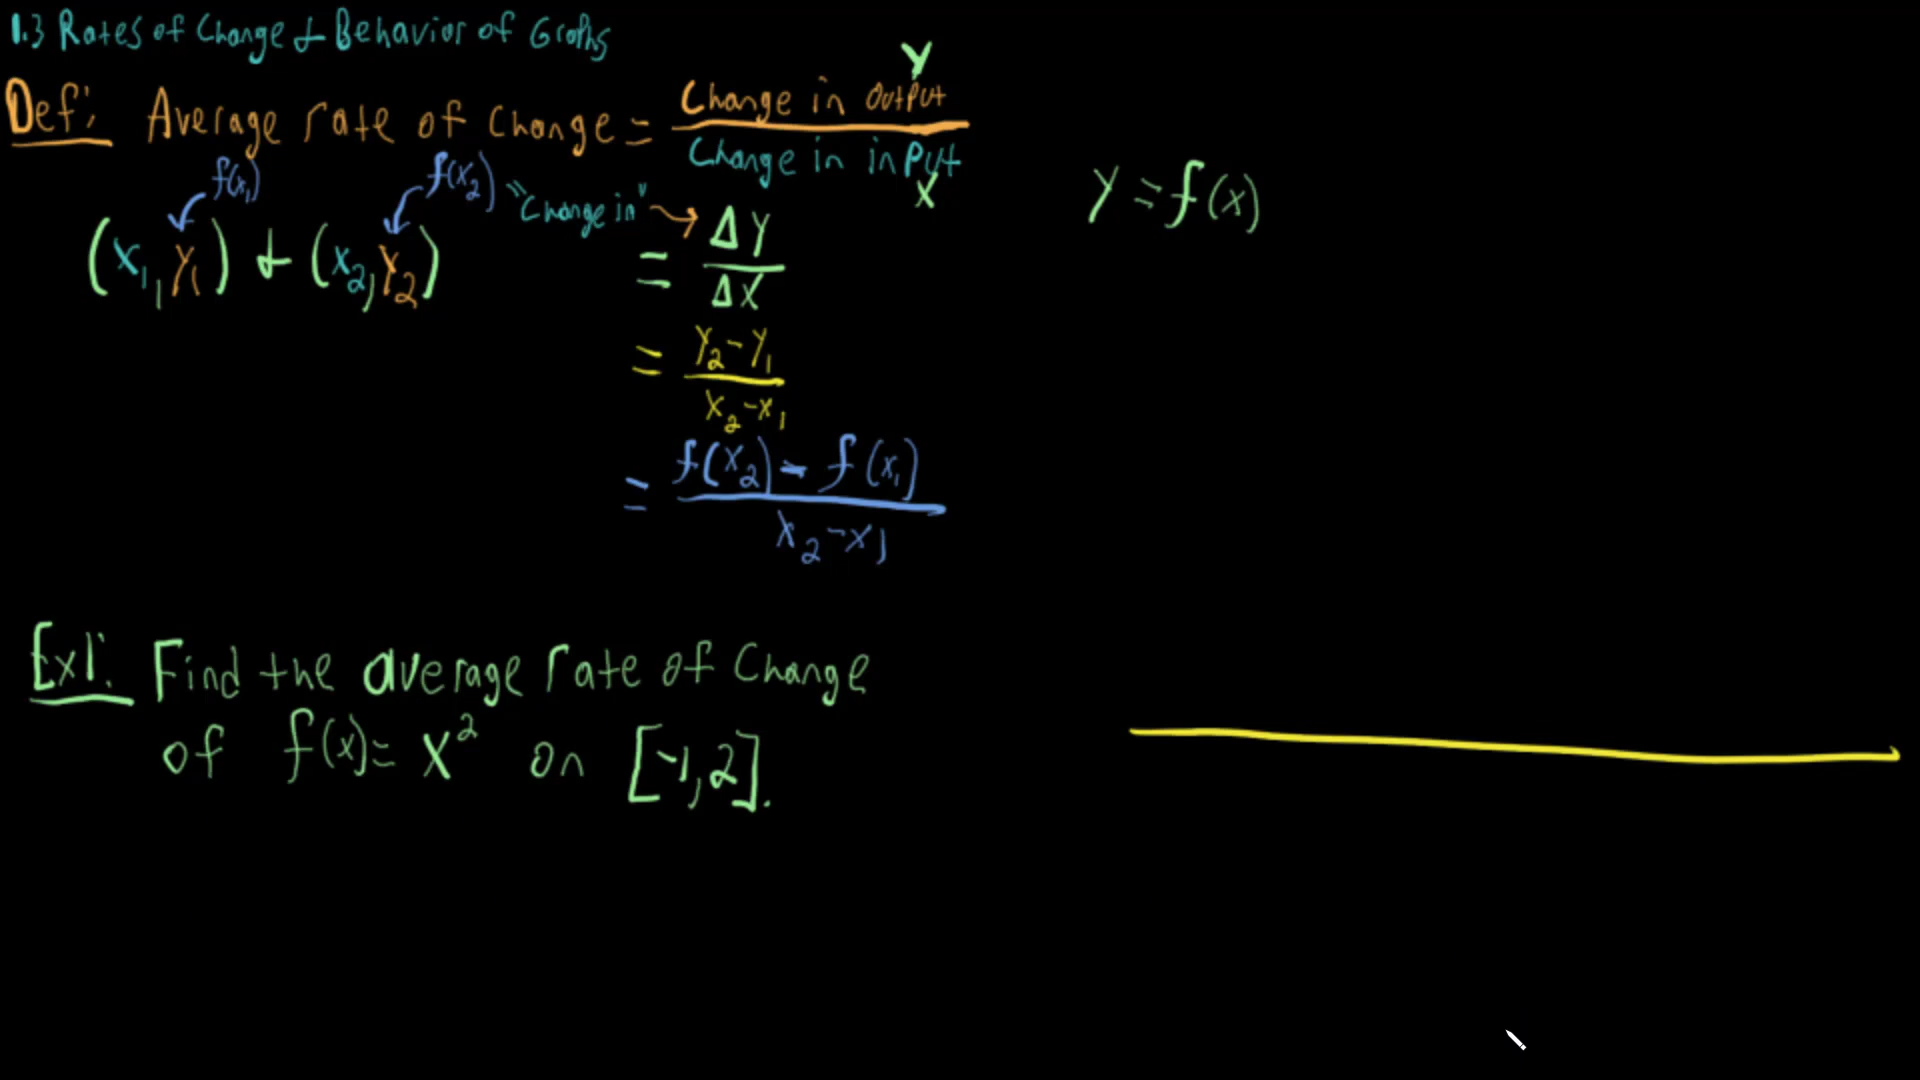 1.3 Rates of Change & Behavior of Graphs
Y
Def: Average rate of change = Change in output / Change in input
X
f(x₁) f(x₂) "Change in" →
y = f(x)
(x₁, y₁) & (x₂, y₂)
= ΔY / ΔX
= y₂ - y₁ / x₂ - x₁
= f(x₂) - f(x₁) / x₂ - x₁
Ex1: Find the average rate of change
of f(x) = x² on [-1, 2].